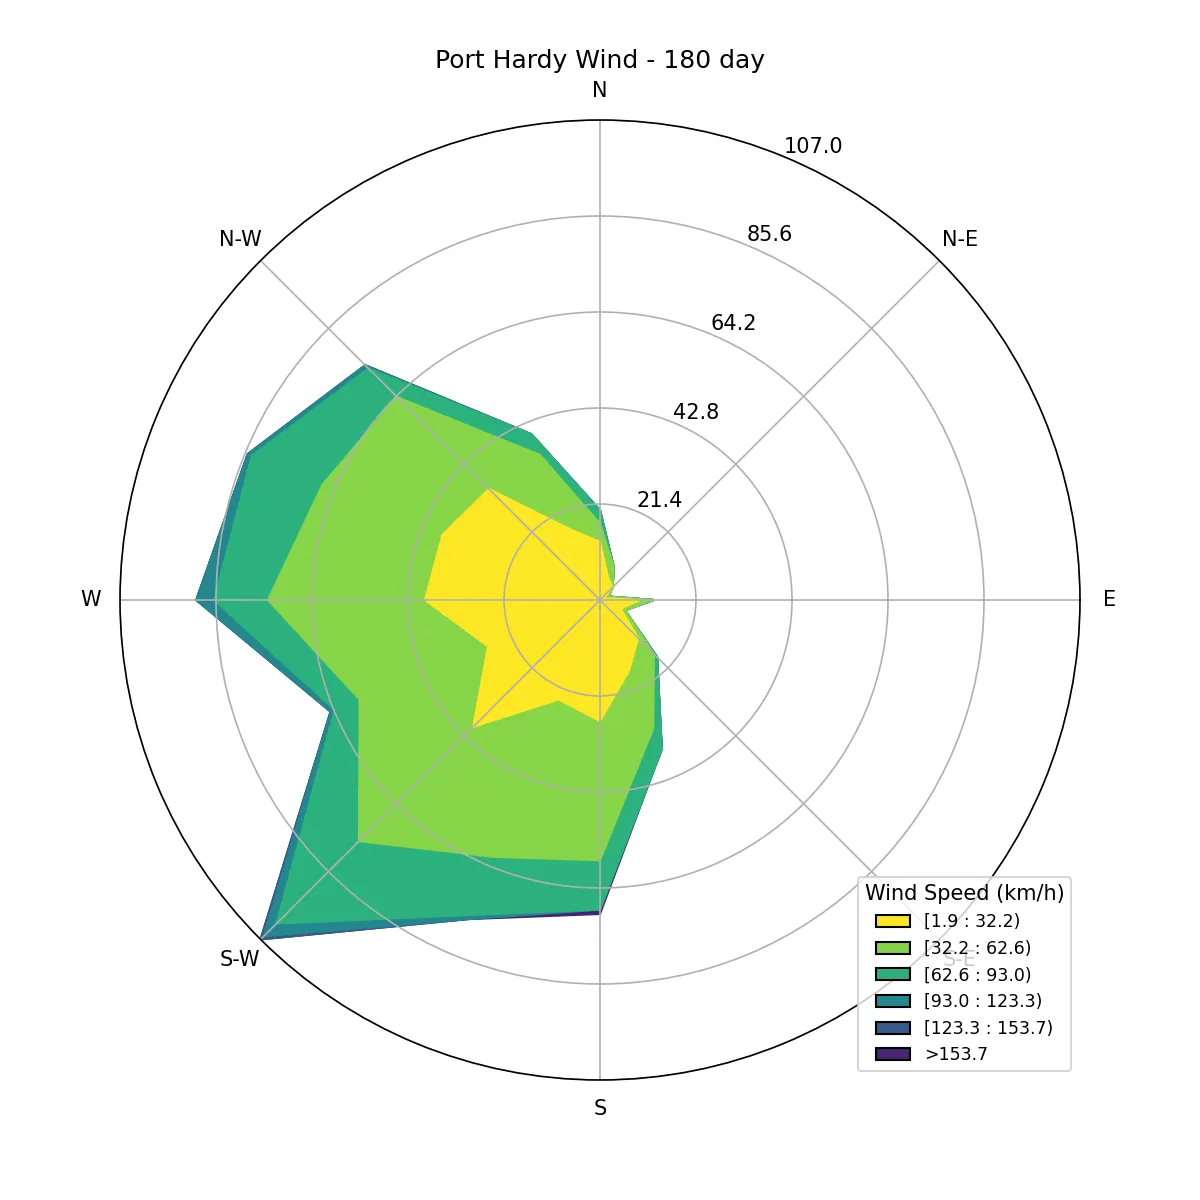 Port Hardy Wind - 180 day
N
107.0
N-W
N-E
85.6
64.2
42.8
21.4
W
E
S-W
S-E
S
Wind Speed (km/h)
[1.9 : 32.2)
[32.2 : 62.6)
[62.6 : 93.0)
[93.0 : 123.3)
[123.3 : 153.7)
>153.7